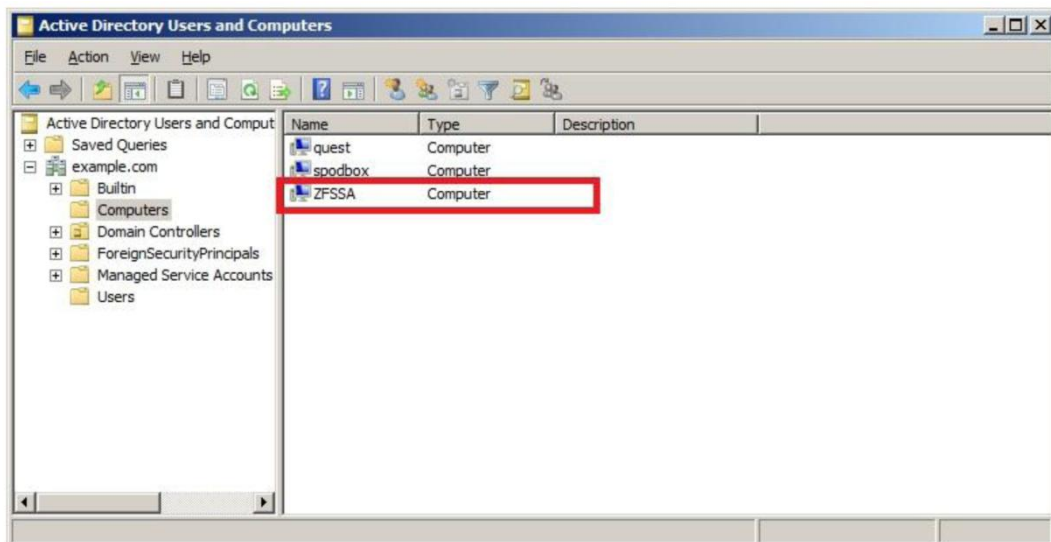 Active Directory Users and Computers
File Action View Help
Active Directory Users and Comput
Saved Queries
example.com
Builtin
Computers
Domain Controllers
ForeignSecurityPrincipals
Managed Service Accounts
Users
Name Type Description
quest Computer
spodbox Computer
ZFSSA Computer